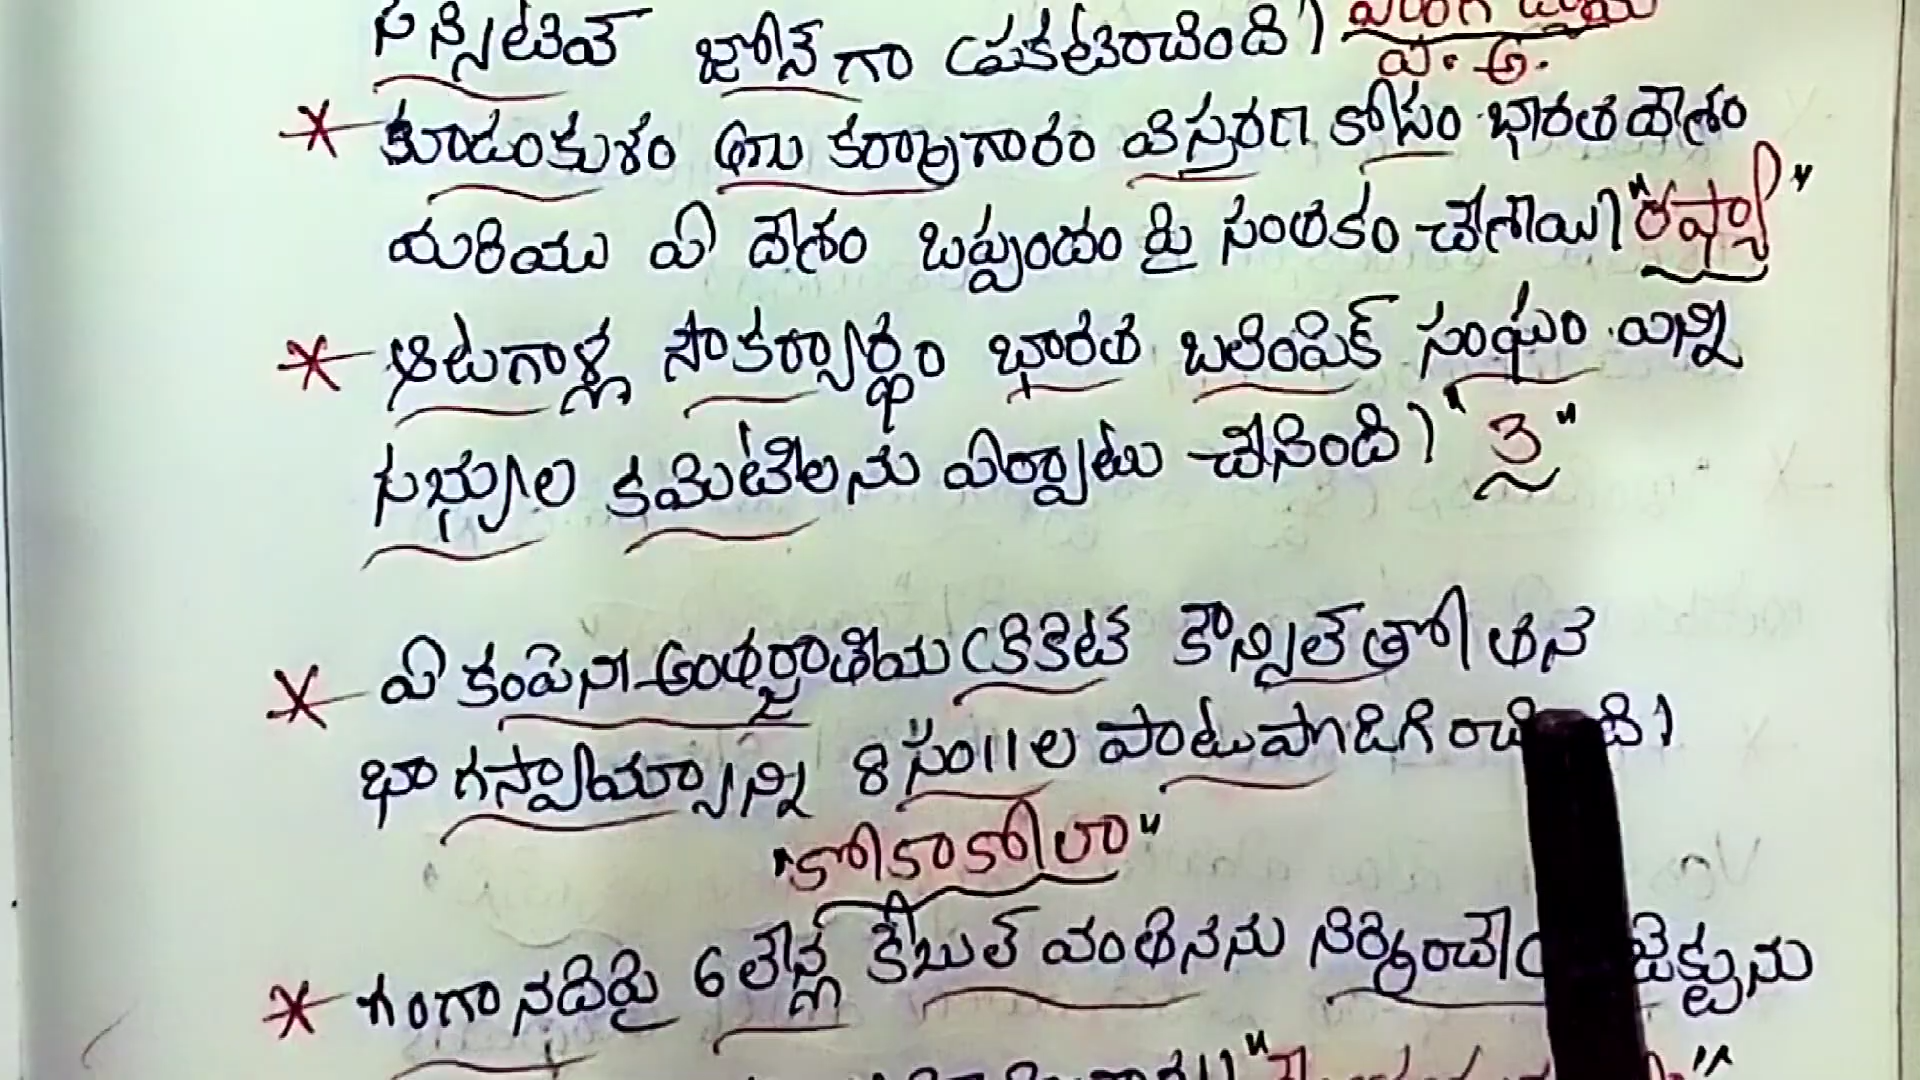 సెన్సిటివ్ జోన్ గా ప్రకటించింది?
ప. బె.
* కూడంకుళం అణు కర్మాగారం విస్తరణ కోసం భారతదేశం
మరియు ఏ దేశం ఒప్పందం పై సంతకం చేశాయి? "రష్యా"
* ఆటగాళ్ల సౌకర్యార్థం భారత ఒలింపిక్ సంఘం ఎన్ని
సభ్యుల కమిటీలను ఏర్పాటు చేసింది? "3"
* ఏ కంపెనీ అంతర్జాతీయ క్రికెట్ కౌన్సిల్ తో తన
భాగస్వామ్యాన్ని 8 సం||ల పాటు పొడిగించింది?
"కోకాకోలా"
* గంగా నదిపై 6 లేన్ల కేబుల్ వంతెనను నిర్మించే